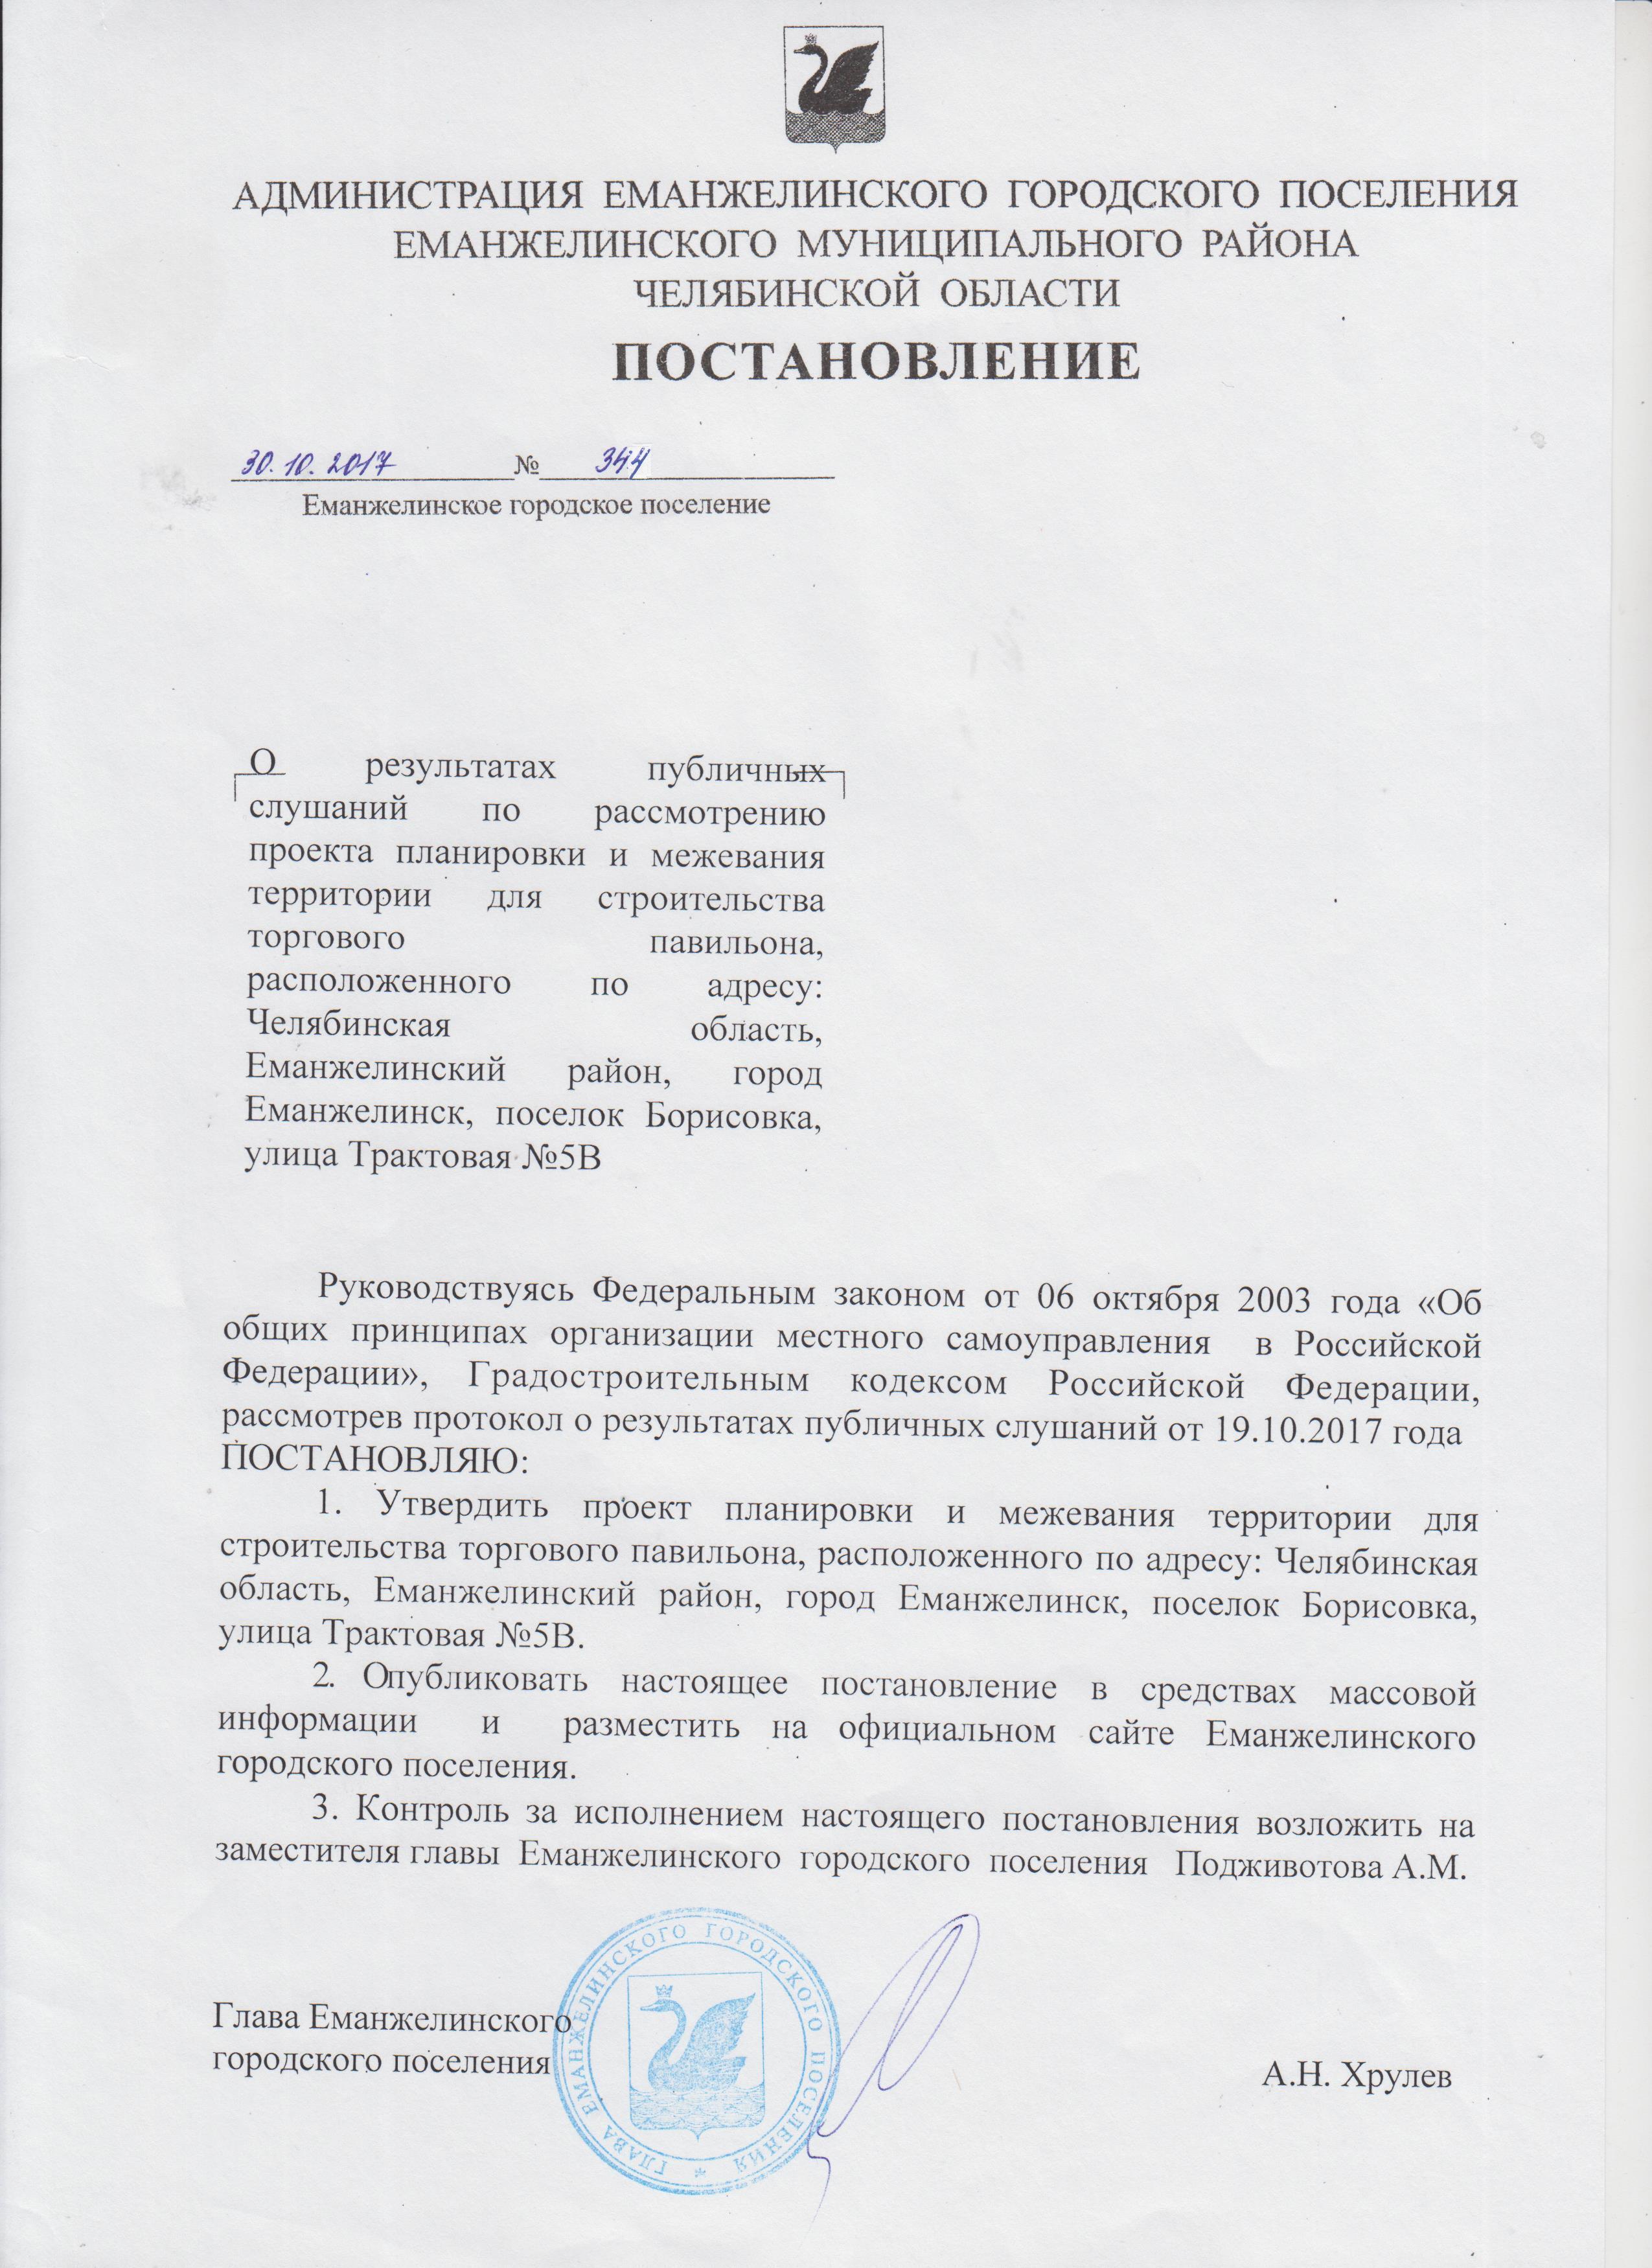 АДМИНИСТРАЦИЯ ЕМАНЖЕЛИНСКОГО ГОРОДСКОГО ПОСЕЛЕНИЯ
ЕМАНЖЕЛИНСКОГО МУНИЦИПАЛЬНОГО РАЙОНА
ЧЕЛЯБИНСКОЙ ОБЛАСТИ
ПОСТАНОВЛЕНИЕ
30.10.2017 № 344
Еманжелинское городское поселение
О результатах публичных
слушаний по рассмотрению
проекта планировки и межевания
территории для строительства
торгового павильона,
расположенного по адресу:
Челябинская область,
Еманжелинский район, город
Еманжелинск, поселок Борисовка,
улица Трактовая №5В
Руководствуясь Федеральным законом от 06 октября 2003 года «Об
общих принципах организации местного самоуправления в Российской
Федерации», Градостроительным кодексом Российской Федерации,
рассмотрев протокол о результатах публичных слушаний от 19.10.2017 года
ПОСТАНОВЛЯЮ:
1. Утвердить проект планировки и межевания территории для
строительства торгового павильона, расположенного по адресу: Челябинская
область, Еманжелинский район, город Еманжелинск, поселок Борисовка,
улица Трактовая №5В.
2. Опубликовать настоящее постановление в средствах массовой
информации и разместить на официальном сайте Еманжелинского
городского поселения.
3. Контроль за исполнением настоящего постановления возложить на
заместителя главы Еманжелинского городского поселения Подживотова А.М.
Глава Еманжелинского
городского поселения
А.Н. Хрулев
ГЛАВА ЕМАНЖЕЛИНСКОГО ГОРОДСКОГО ПОСЕЛЕНИЯ *